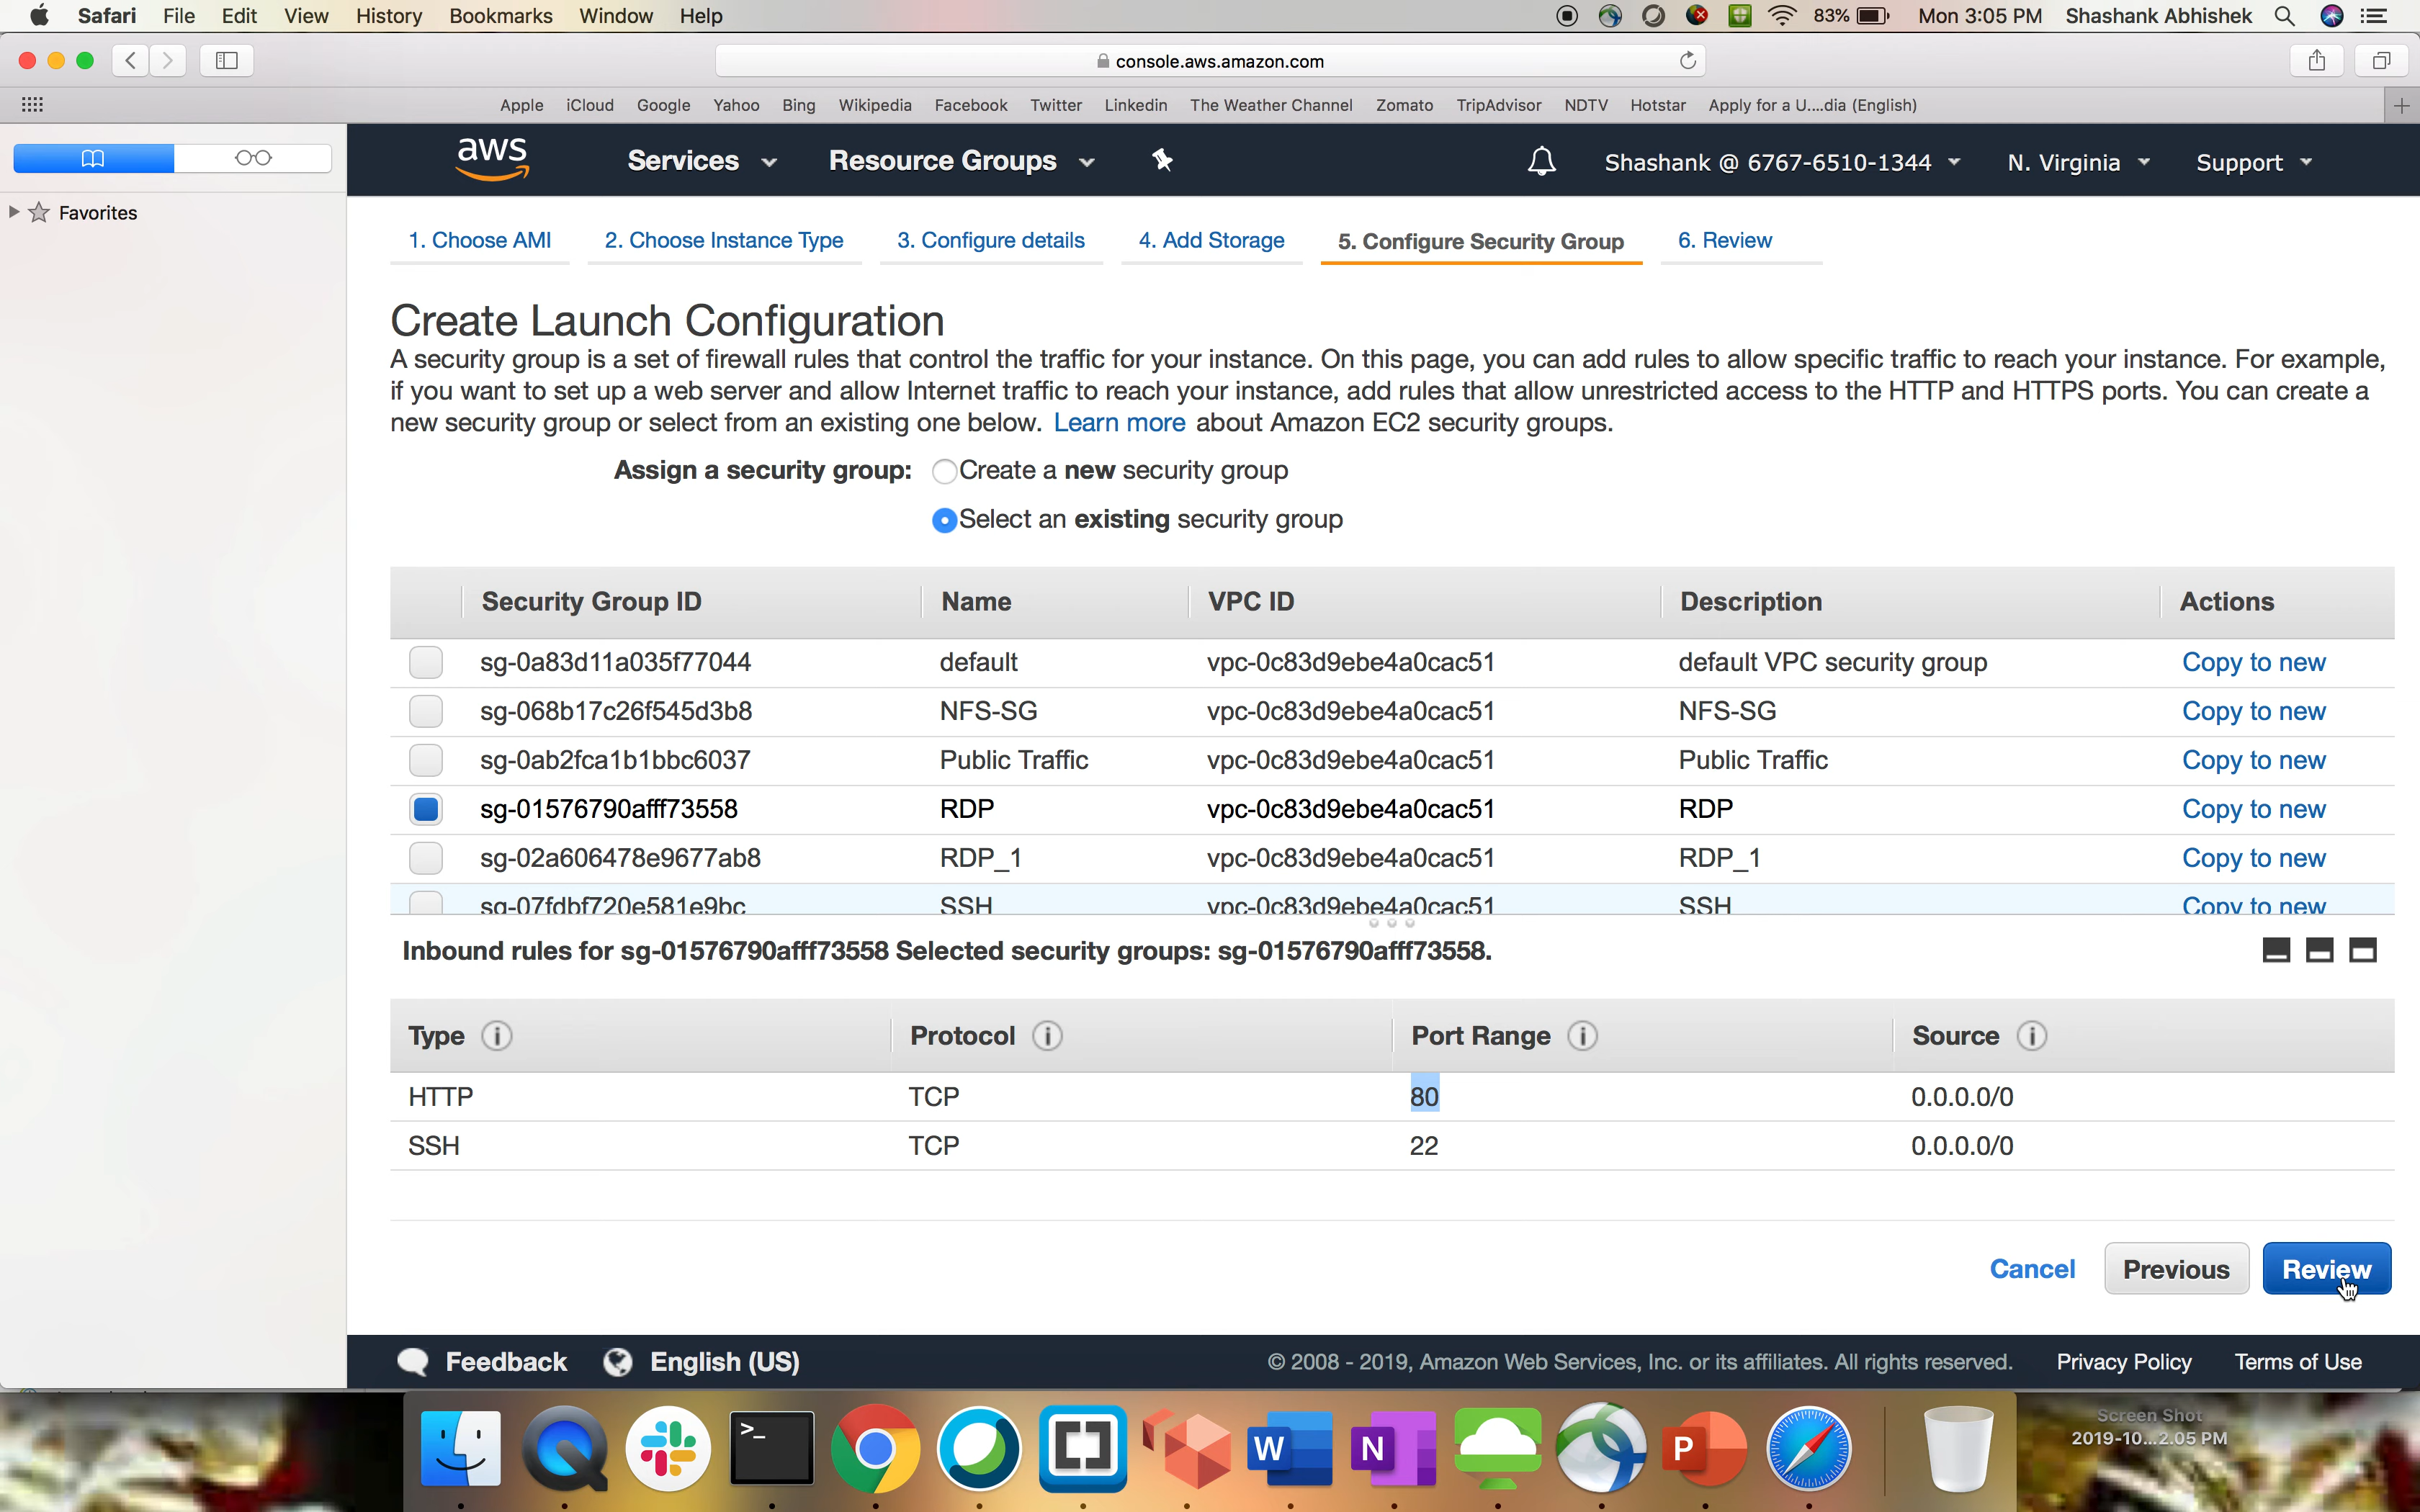 Safari File Edit View History Bookmarks Window Help 83% Mon 3:05 PM Shashank Abhishek
console.aws.amazon.com
Apple iCloud Google Yahoo Bing Wikipedia Facebook Twitter Linkedin The Weather Channel Zomato TripAdvisor NDTV Hotstar Apply for a U....dia (English)
Favorites
aws Services Resource Groups Shashank @ 6767-6510-1344 N. Virginia Support
1. Choose AMI 2. Choose Instance Type 3. Configure details 4. Add Storage 5. Configure Security Group 6. Review
Create Launch Configuration
A security group is a set of firewall rules that control the traffic for your instance. On this page, you can add rules to allow specific traffic to reach your instance. For example,
if you want to set up a web server and allow Internet traffic to reach your instance, add rules that allow unrestricted access to the HTTP and HTTPS ports. You can create a
new security group or select from an existing one below. Learn more about Amazon EC2 security groups.
Assign a security group: Create a new security group
Select an existing security group
Security Group ID Name VPC ID Description Actions
sg-0a83d11a035f77044 default vpc-0c83d9ebe4a0cac51 default VPC security group Copy to new
sg-068b17c26f545d3b8 NFS-SG vpc-0c83d9ebe4a0cac51 NFS-SG Copy to new
sg-0ab2fca1b1bbc6037 Public Traffic vpc-0c83d9ebe4a0cac51 Public Traffic Copy to new
sg-01576790afff73558 RDP vpc-0c83d9ebe4a0cac51 RDP Copy to new
sg-02a606478e9677ab8 RDP_1 vpc-0c83d9ebe4a0cac51 RDP_1 Copy to new
sg-07fdbf720e581e9bc SSH vpc-0c83d9ebe4a0cac51 SSH Copy to new
Inbound rules for sg-01576790afff73558 Selected security groups: sg-01576790afff73558.
Type Protocol Port Range Source
HTTP TCP 80 0.0.0.0/0
SSH TCP 22 0.0.0.0/0
Cancel Previous Review
Feedback English (US) © 2008 - 2019, Amazon Web Services, Inc. or its affiliates. All rights reserved. Privacy Policy Terms of Use
Screen Shot
2019-10...2.05 PM